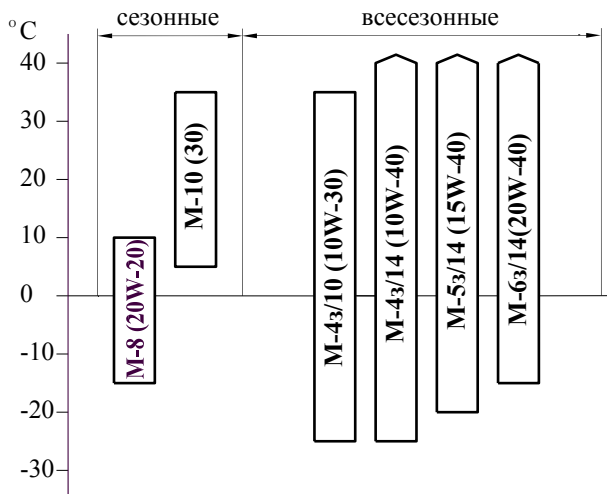 сезонные
всесезонные
°C
40
30
20
10
0
-10
-20
-30
М-8 (20W-20)
М-10 (30)
М-4з/10 (10W-30)
М-4з/14 (10W-40)
М-5з/14 (15W-40)
М-6з/14(20W-40)